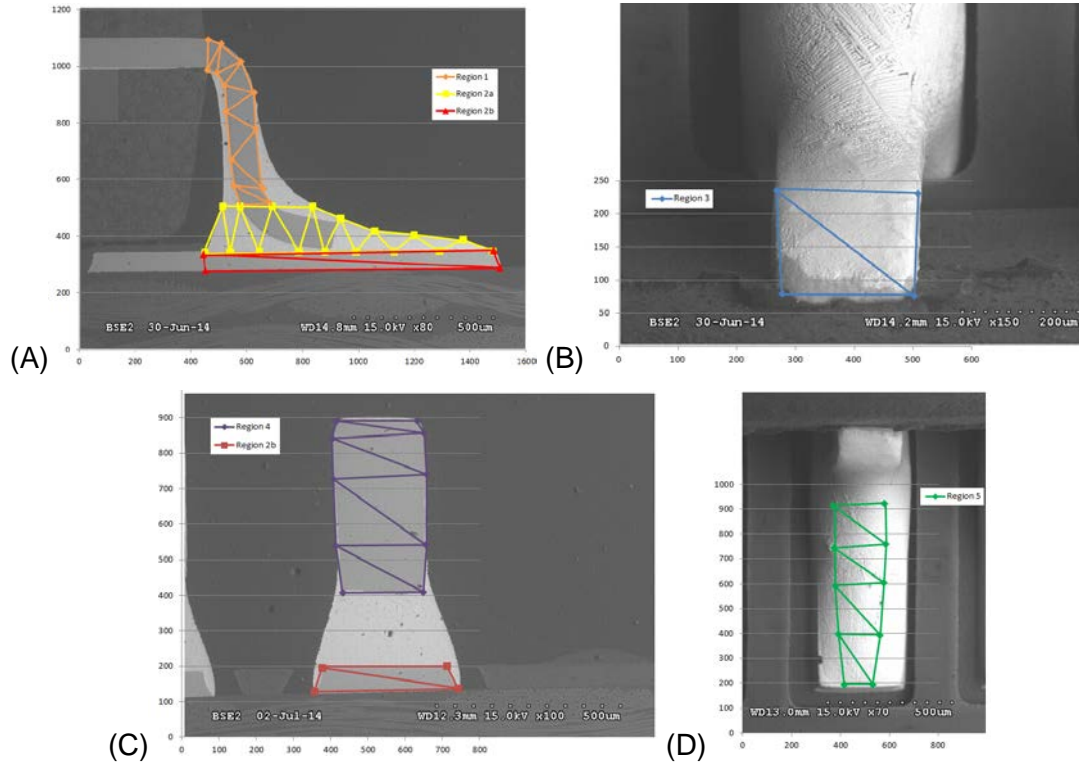 1200
1000
800
600
400
200
0
Region 1
Region 2a
Region 2b
BSE2 30-Jun-14 WD14.8mm 15.0kV x80 500um
0 200 400 600 800 1000 1200 1400 1600
(A)
250
200
150
100
50
0
Region 3
BSE2 30-Jun-14 WD14.2mm 15.0kV x150 200um
0 100 200 300 400 500 600
(B)
900
800
700
600
500
400
300
200
100
0
Region 4
Region 2b
BSE2 02-Jul-14 WD12.3mm 15.0kV x100 500um
0 100 200 300 400 500 600 700 800
(C)
1000
900
800
700
600
500
400
300
200
100
0
Region 5
WD13.0mm 15.0kV x70 500um
0 200 400 600 800
(D)